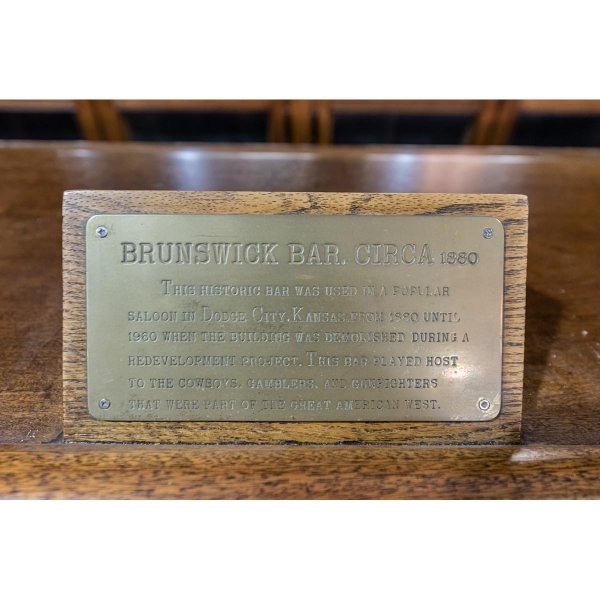 BRUNSWICK BAR. CIRCA 1880
THIS HISTORIC BAR WAS USED IN A POPULAR
SALOON IN DODGE CITY, KANSAS, FROM 1880 UNTIL
1960 WHEN THE BUILDING WAS DEMOLISHED DURING A
REDEVELOPMENT PROJECT. THIS BAR PLAYED HOST
TO THE COWBOYS, GAMBLERS, AND GUNFIGHTERS
THAT WERE PART OF THE GREAT AMERICAN WEST.